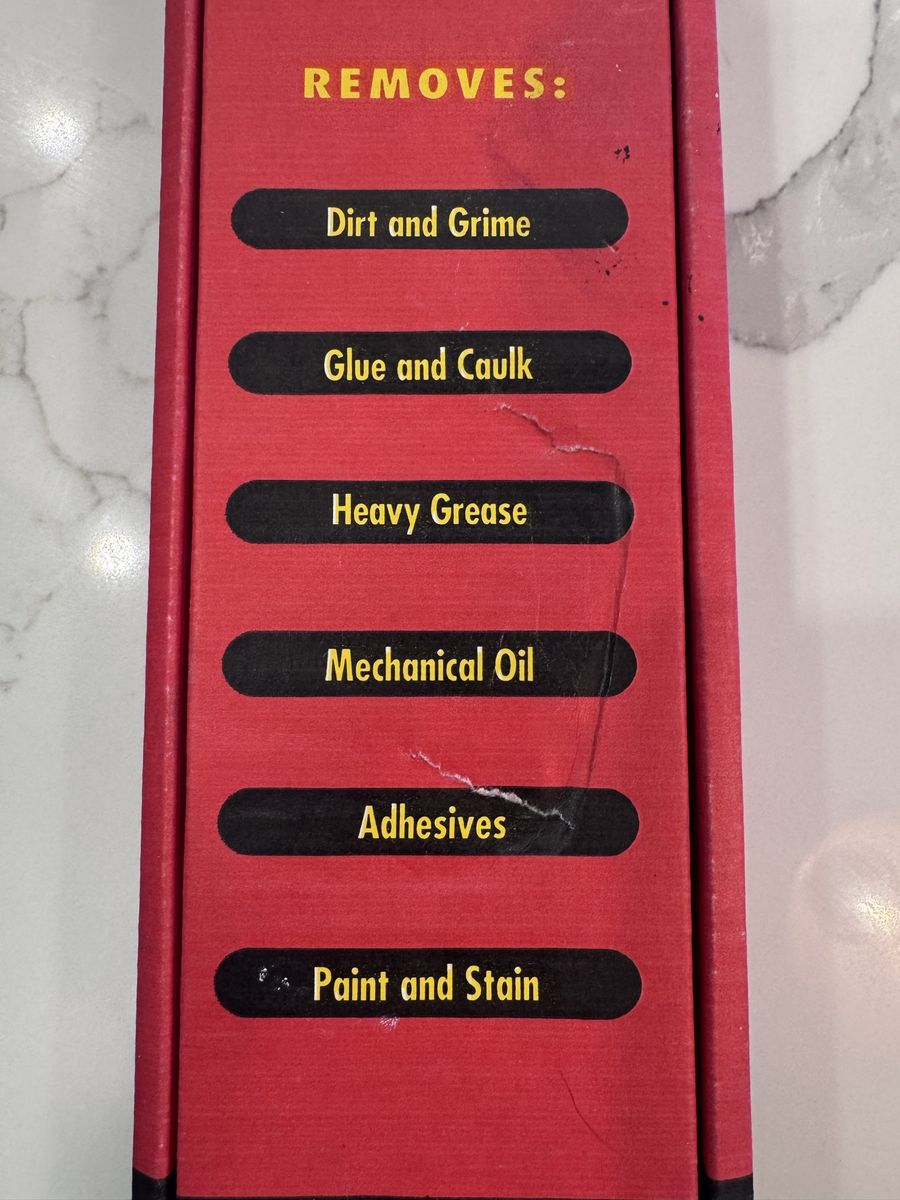 REMOVES:
Dirt and Grime
Glue and Caulk
Heavy Grease
Mechanical Oil
Adhesives
Paint and Stain